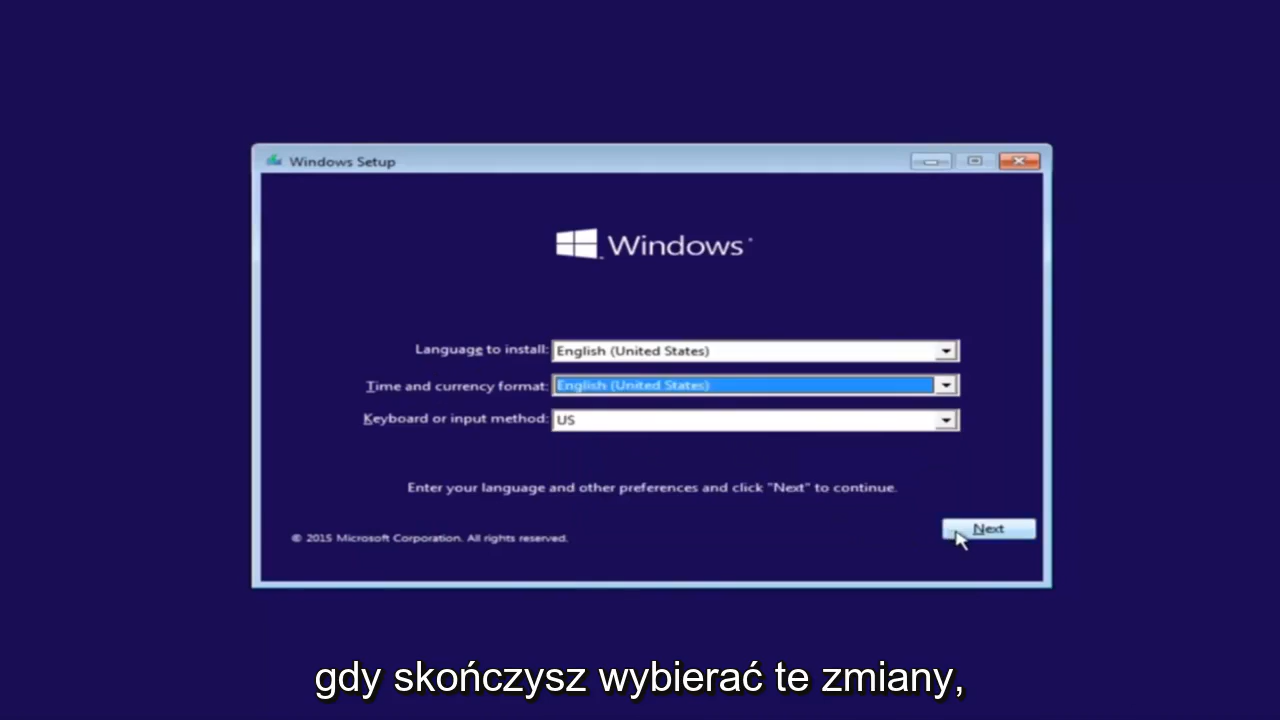 Windows Setup
Windows
Language to install: English (United States)
Time and currency format: English (United States)
Keyboard or input method: US
Enter your language and other preferences and click "Next" to continue.
Next
© 2015 Microsoft Corporation. All rights reserved.
gdy skończysz wybierać te zmiany,